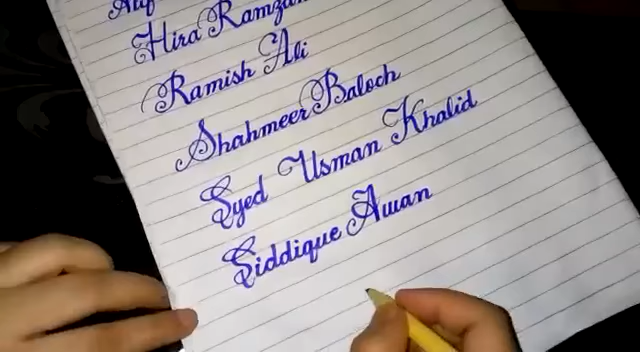 Hira Ramzan
Ramish Ali
Shahmeer Baloch
Syed Usman Khalid
Siddique Awan